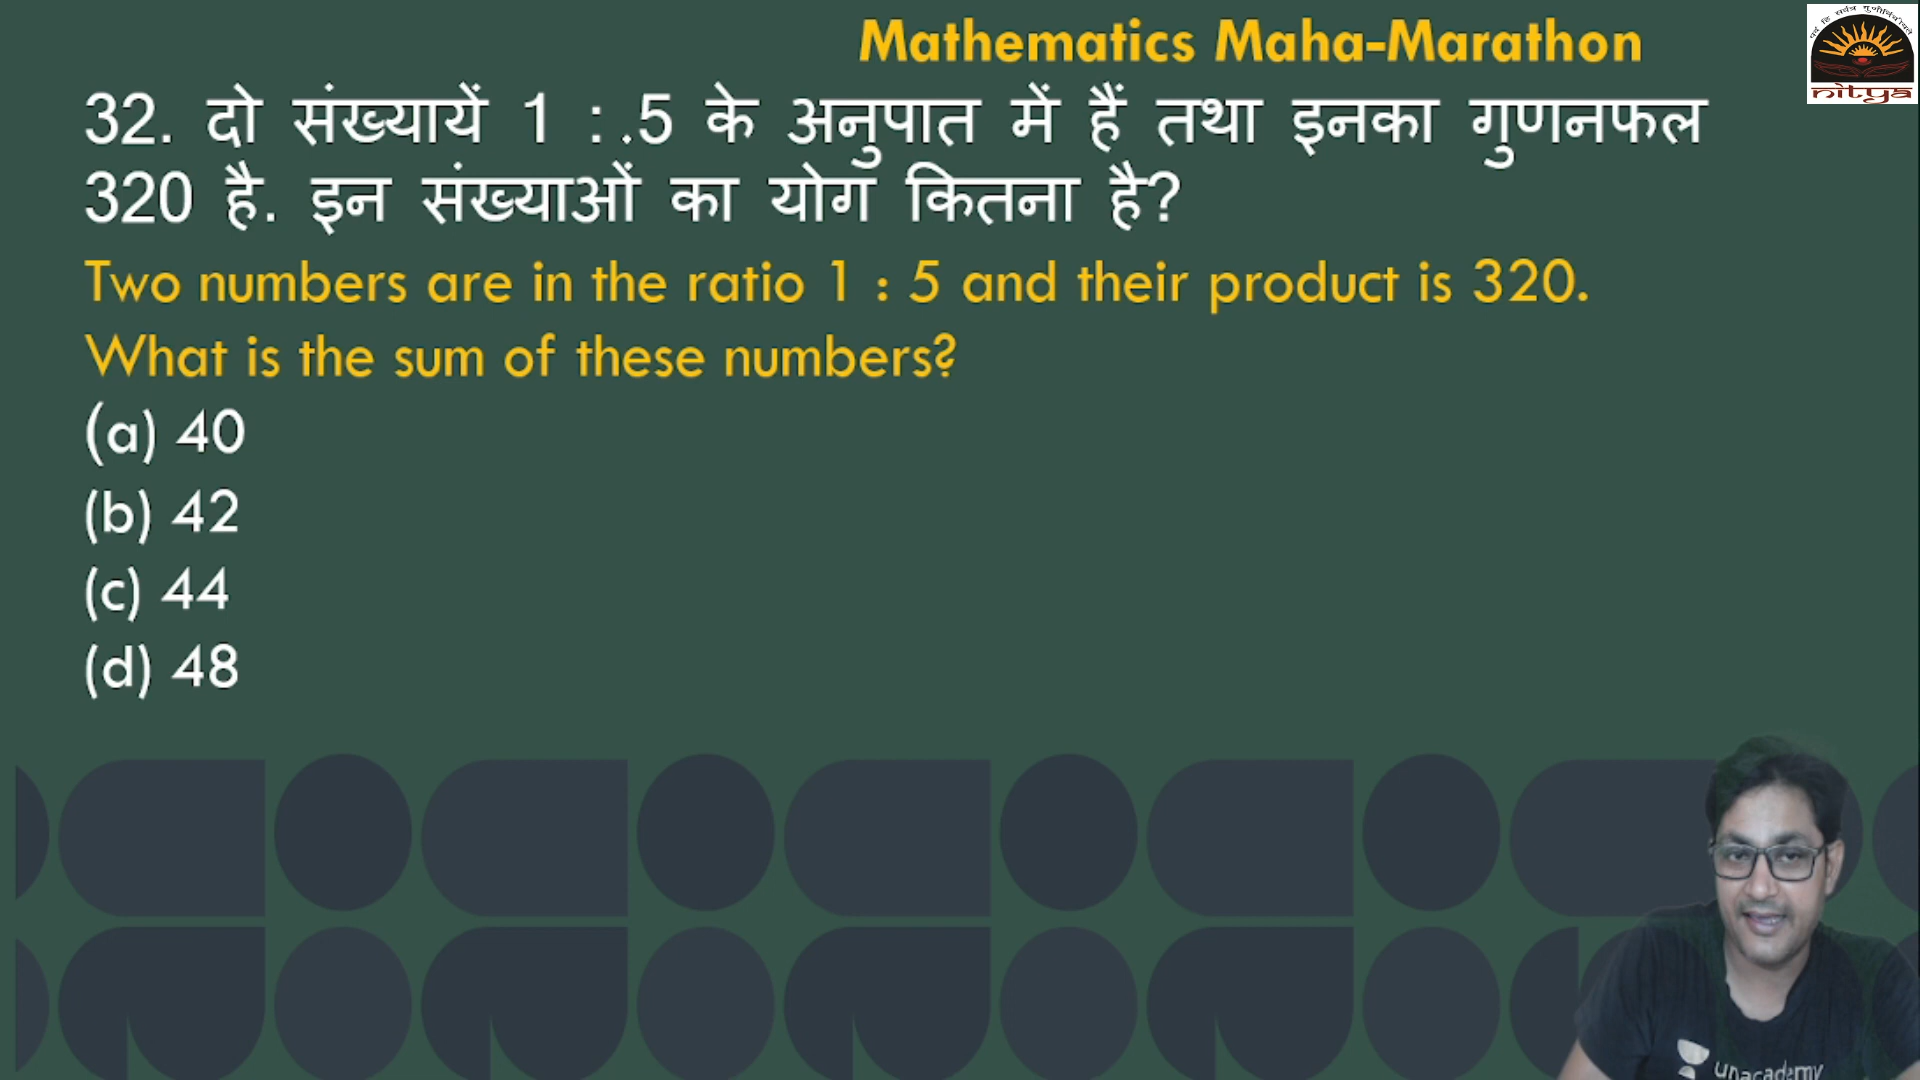 Mathematics Maha-Marathon
32. दो संख्यायें 1 : .5 के अनुपात में हैं तथा इनका गुणनफल
320 है. इन संख्याओं का योग कितना है?
Two numbers are in the ratio 1 : 5 and their product is 320.
What is the sum of these numbers?
(a) 40
(b) 42
(c) 44
(d) 48
nitya
unacademy